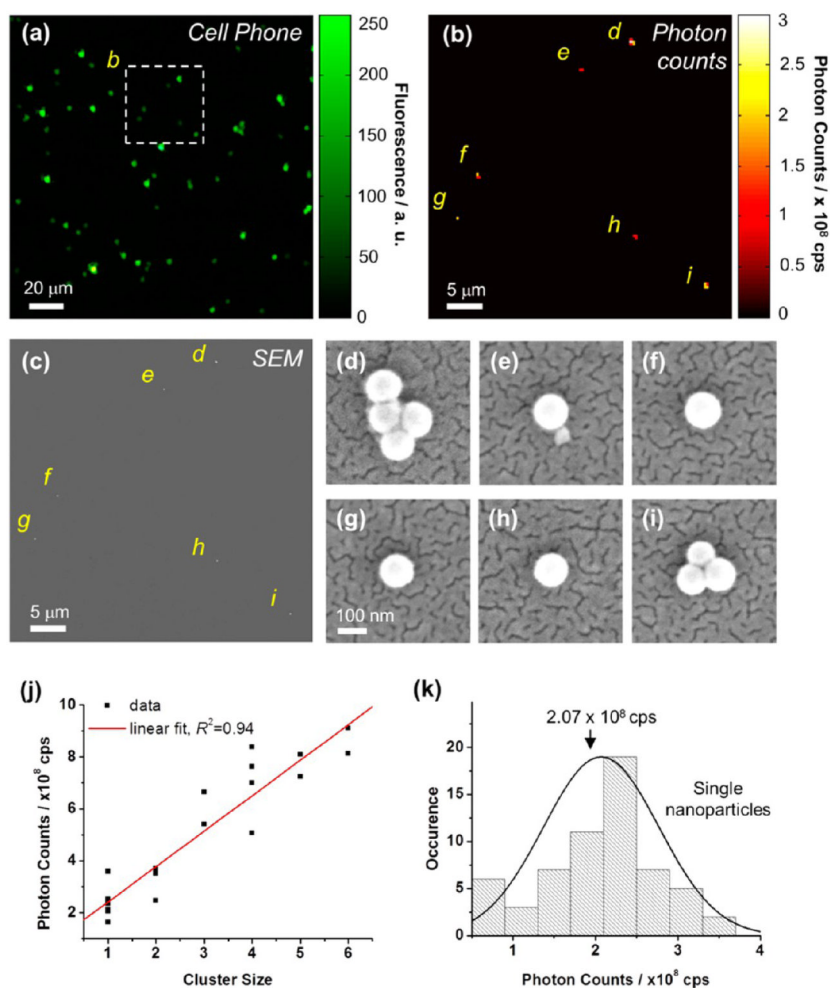 (a)
Cell Phone
b
20 μm
250
200
150
100
50
0
Fluorescence / a. u.
(b)
Photon
counts
d
e
f
g
h
i
5 μm
3
2.5
2
1.5
1
0.5
0
Photon Counts / x 10⁸ cps
(c)
SEM
d
e
f
g
h
i
5 μm
(d)
(e)
(f)
(g)
100 nm
(h)
(i)
(j)
data
linear fit, R²=0.94
10
8
6
4
2
Photon Counts / x10⁸ cps
1 2 3 4 5 6
Cluster Size
(k)
2.07 x 10⁸ cps
Single
nanoparticles
20
15
10
5
0
Occurence
1 2 3 4
Photon Counts / x10⁸ cps